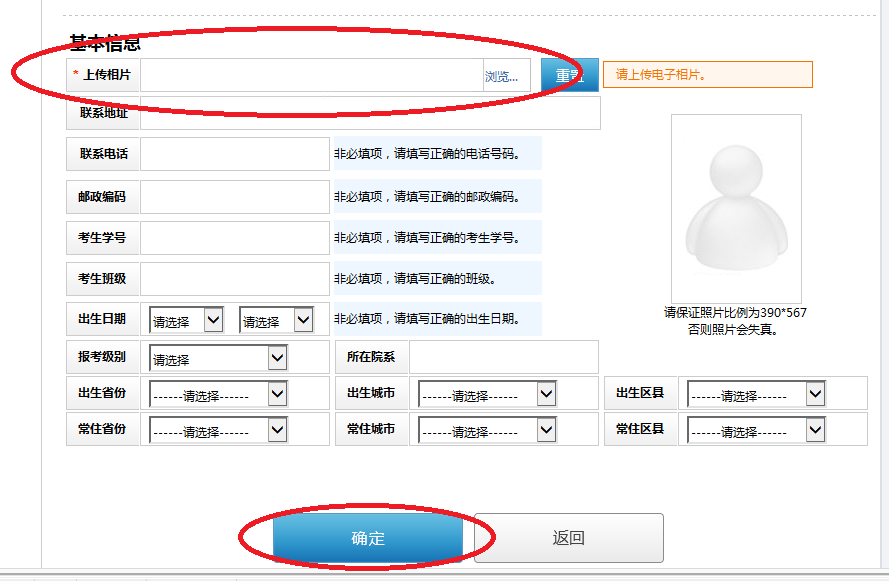 基本信息
* 上传相片 浏览... 重置 请上传电子相片。
联系地址
联系电话 非必填项，请填写正确的电话号码。
邮政编码 非必填项，请填写正确的邮政编码。
考生学号 非必填项，请填写正确的考生学号。
考生班级 非必填项，请填写正确的班级。
出生日期 请选择 请选择 非必填项，请填写正确的出生日期。
请保证照片比例为390*567
否则照片会失真。
报考级别 请选择 所在院系
出生省份 ------请选择------ 出生城市 ------请选择------ 出生区县 ------请选择------
常住省份 ------请选择------ 常住城市 ------请选择------ 常住区县 ------请选择------
确定 返回